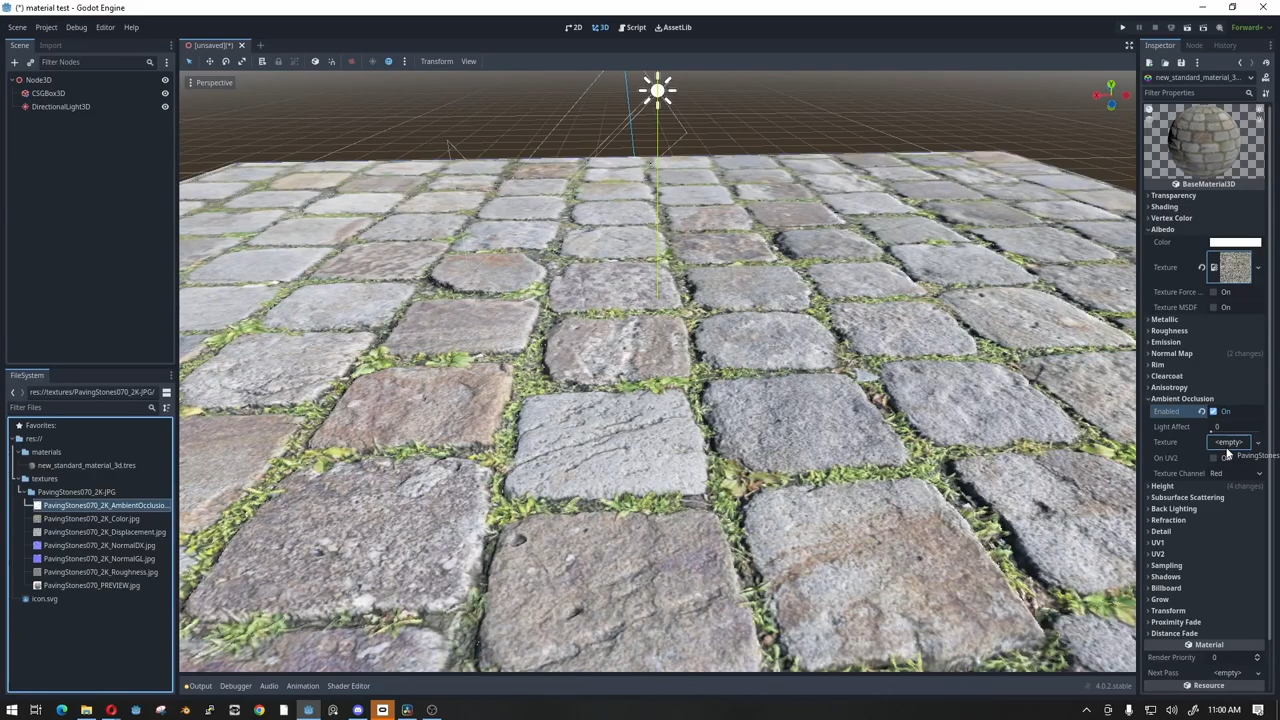 (*) material test - Godot Engine
Scene Project Debug Editor Help
2D 3D Script AssetLib
Forward+
Scene Import
[unsaved](*)
Inspector Node History
Filter Nodes
Transform View
Node3D
CSGBox3D
DirectionalLight3D
Perspective
new_standard_material_3...
Filter Properties
BaseMaterial3D
Transparency
Shading
Vertex Color
Albedo
Color
Texture
Texture Force ... On
Texture MSDF On
Metallic
Roughness
Emission
Normal Map (2 changes)
Rim
Clearcoat
Anisotropy
Ambient Occlusion
Enabled On
Light Affect 0
Texture <empty>
On UV2
PavingStones
Texture Channel Red
Height (4 changes)
Subsurface Scattering
Back Lighting
Refraction
Detail
UV1
UV2
Sampling
Shadows
Billboard
Grow
Transform
Proximity Fade
Distance Fade
Material
Render Priority 0
Next Pass <empty>
Resource
FileSystem
res://textures/PavingStones070_2K-JPG/
Filter Files
Favorites:
res://
materials
new_standard_material_3d.tres
textures
PavingStones070_2K-JPG
PavingStones070_2K_AmbientOcclusio...
PavingStones070_2K_Color.jpg
PavingStones070_2K_Displacement.jpg
PavingStones070_2K_NormalDX.jpg
PavingStones070_2K_NormalGL.jpg
PavingStones070_2K_Roughness.jpg
PavingStones070_PREVIEW.jpg
icon.svg
Output Debugger Audio Animation Shader Editor
4.0.2.stable
11:00 AM